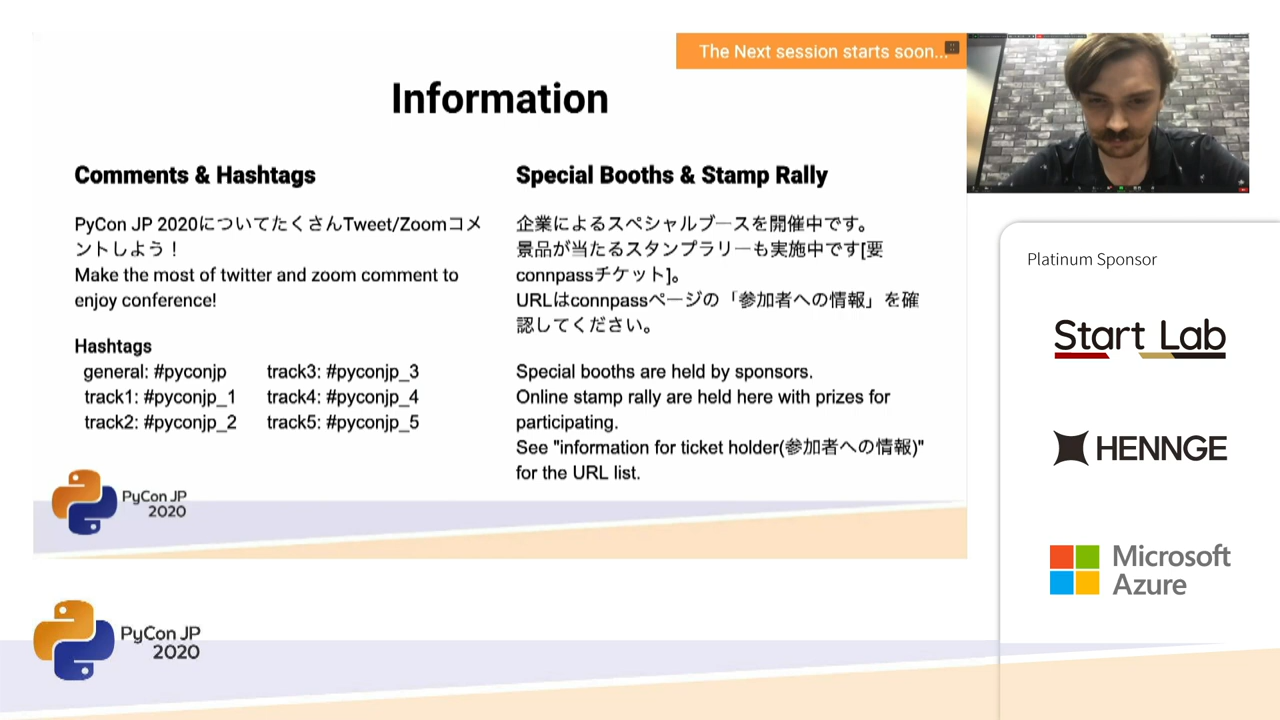 The Next session starts soon...
Information
Comments & Hashtags
PyCon JP 2020についてたくさんTweet/Zoomコメ
ントしよう！
Make the most of twitter and zoom comment to
enjoy conference!
Hashtags
general: #pyconjp
track1: #pyconjp_1
track2: #pyconjp_2
track3: #pyconjp_3
track4: #pyconjp_4
track5: #pyconjp_5
Special Booths & Stamp Rally
企業によるスペシャルブースを開催中です。
景品が当たるスタンプラリーも実施中です[要
connpassチケット]。
URLはconnpassページの「参加者への情報」を確
認してください。
Special booths are held by sponsors.
Online stamp rally are held here with prizes for
participating.
See "information for ticket holder(参加者への情報)"
for the URL list.
PyCon JP
2020
Platinum Sponsor
Start Lab
HENNGE
Microsoft
Azure
PyCon JP
2020